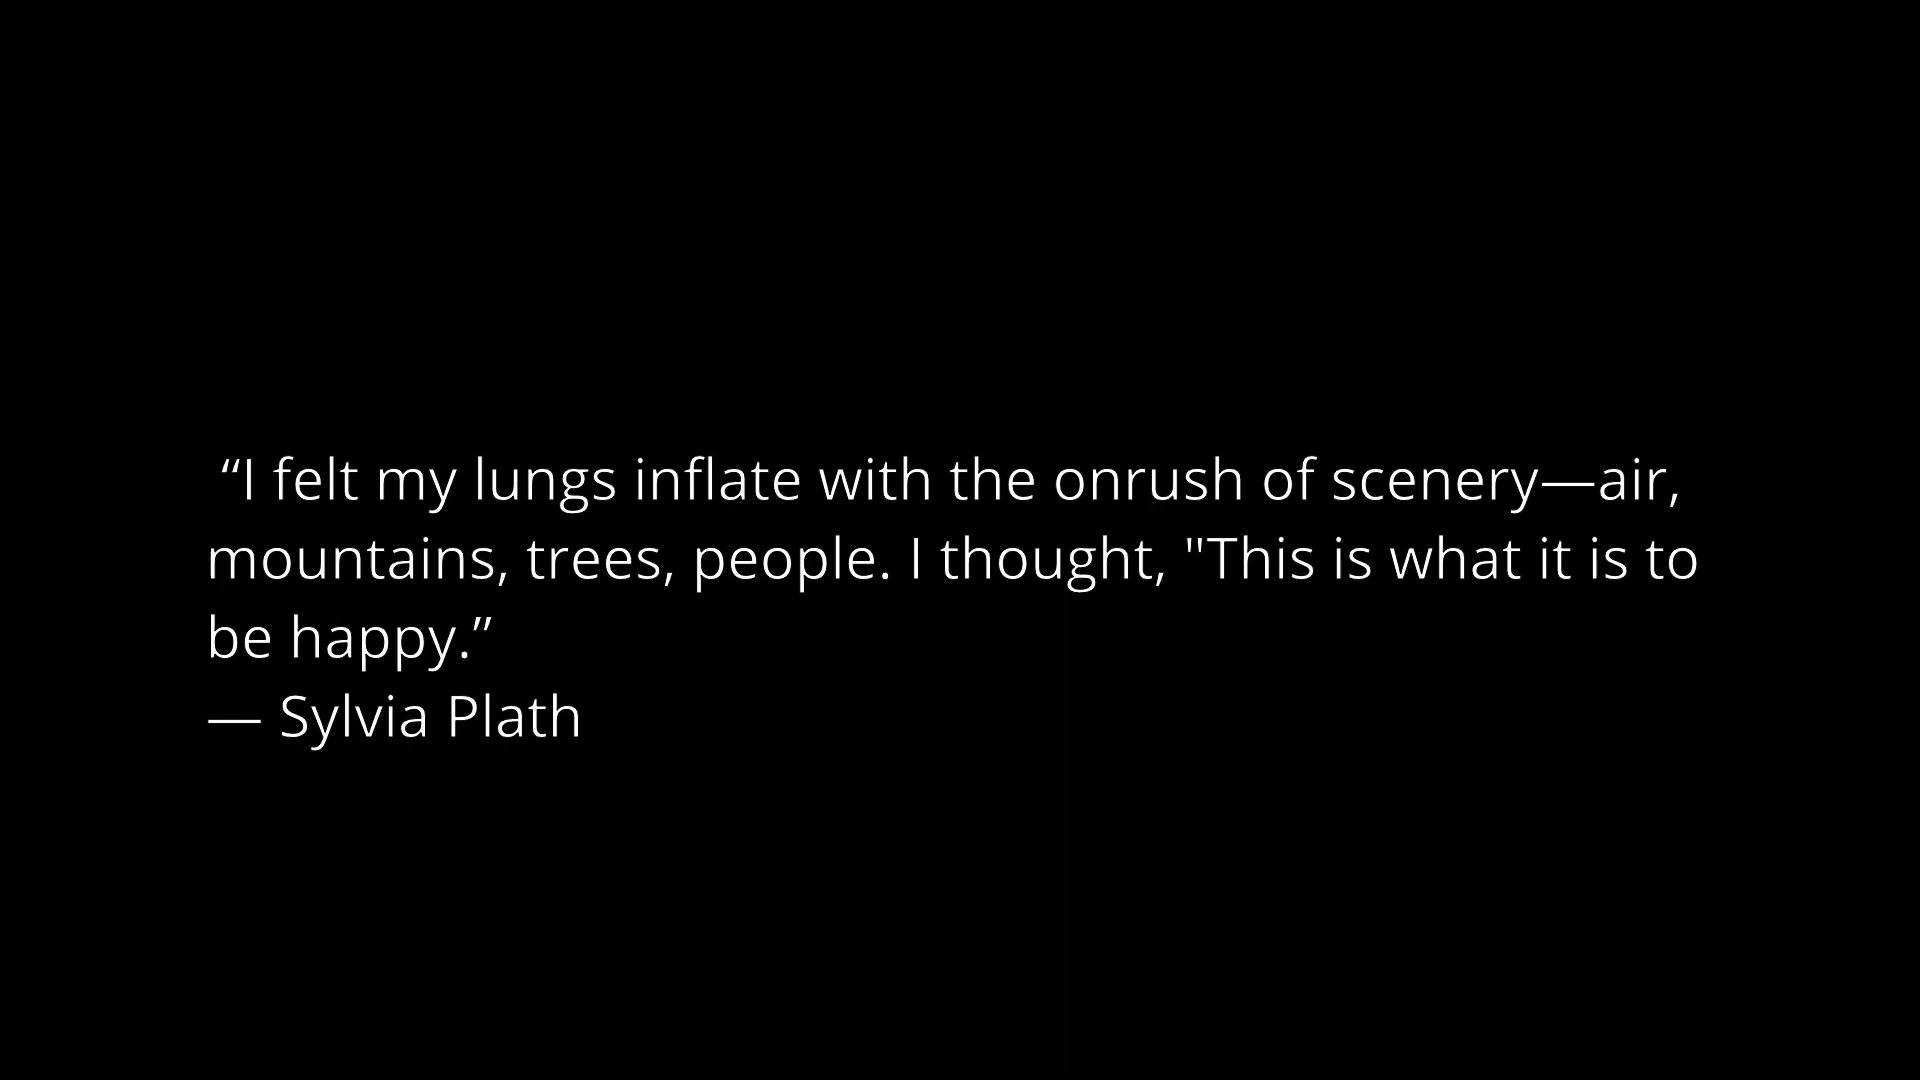 “I felt my lungs inflate with the onrush of scenery—air,
mountains, trees, people. I thought, "This is what it is to
be happy.”
— Sylvia Plath